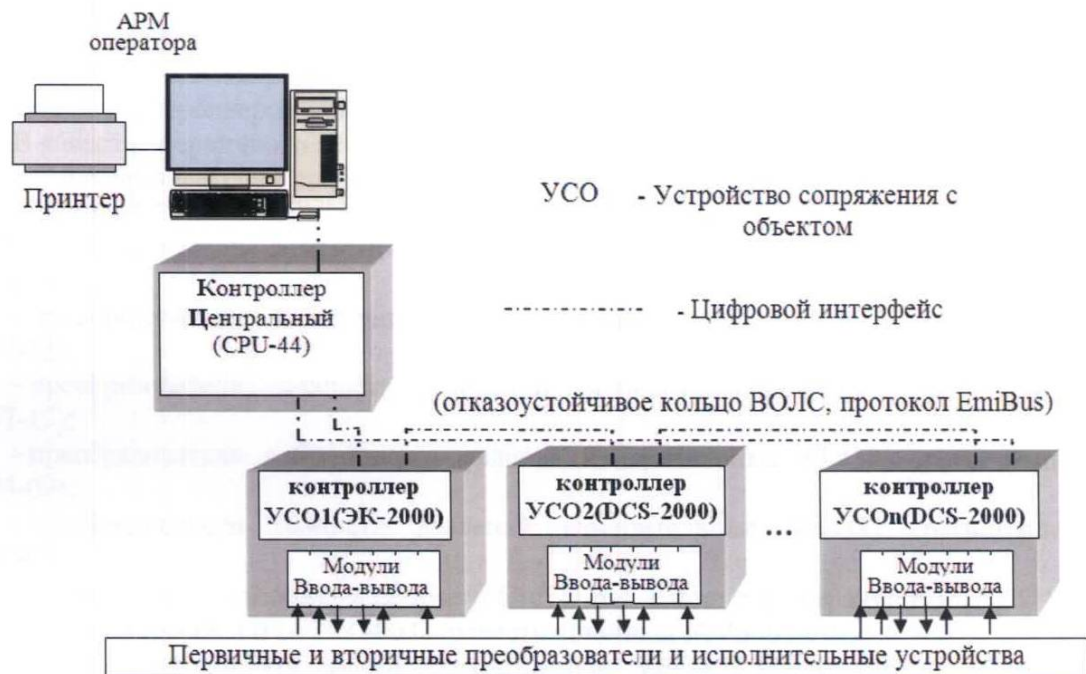 АРМ
оператора
Принтер
УСО - Устройство сопряжения с
объектом
Контроллер
Центральный
(CPU-44)
- Цифровой интерфейс
(отказоустойчивое кольцо ВОЛС, протокол EmiBus)
контроллер
УСО1(ЭК-2000)
Модули
Ввода-вывода
контроллер
УСО2(DCS-2000)
Модули
Ввода-вывода
...
контроллер
УСОn(DCS-2000)
Модули
Ввода-вывода
Первичные и вторичные преобразователи и исполнительные устройства